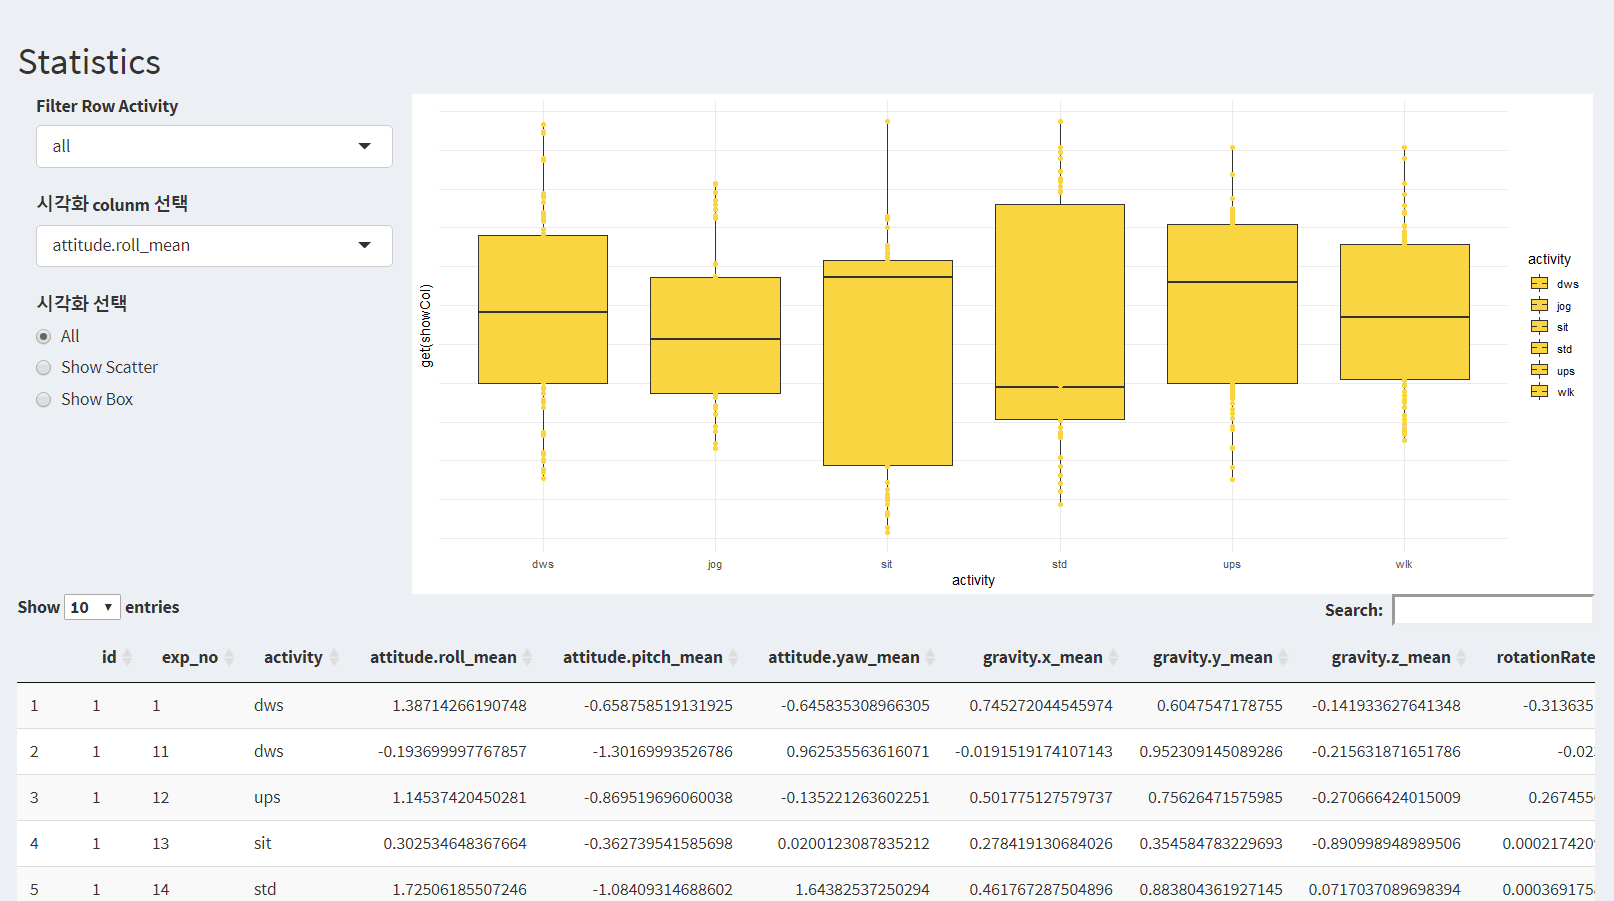 Statistics
Filter Row Activity
all
시각화 colunm 선택
attitude.roll_mean
시각화 선택
All
Show Scatter
Show Box
get(showCol)
dws jog sit std ups wlk
activity
activity
dws
jog
sit
std
ups
wlk
Show 10 entries
Search:
id exp_no activity attitude.roll_mean attitude.pitch_mean attitude.yaw_mean gravity.x_mean gravity.y_mean gravity.z_mean rotationRate
1 1 1 dws 1.38714266190748 -0.658758519131925 -0.645835308966305 0.745272044545974 0.6047547178755 -0.141933627641348 -0.313635
2 1 11 dws -0.193699997767857 -1.30169993526786 0.962535563616071 -0.0191519174107143 0.952309145089286 -0.215631871651786 -0.02
3 1 12 ups 1.14537420450281 -0.869519696060038 -0.135221263602251 0.501775127579737 0.75626471575985 -0.270666424015009 0.267455
4 1 13 sit 0.302534648367664 -0.362739541585698 0.0200123087835212 0.278419130684026 0.354584783229693 -0.890998948989506 0.000217420
5 1 14 std 1.72506185507246 -1.08409314688602 1.64382537250294 0.461767287504896 0.883804361927145 0.0717037089698394 0.000369175